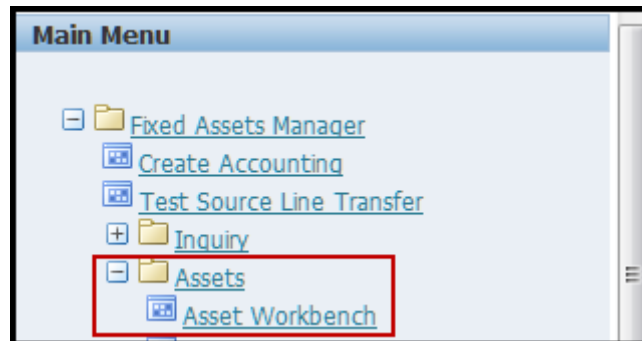 Main Menu
Fixed Assets Manager
Create Accounting
Test Source Line Transfer
Inquiry
Assets
Asset Workbench